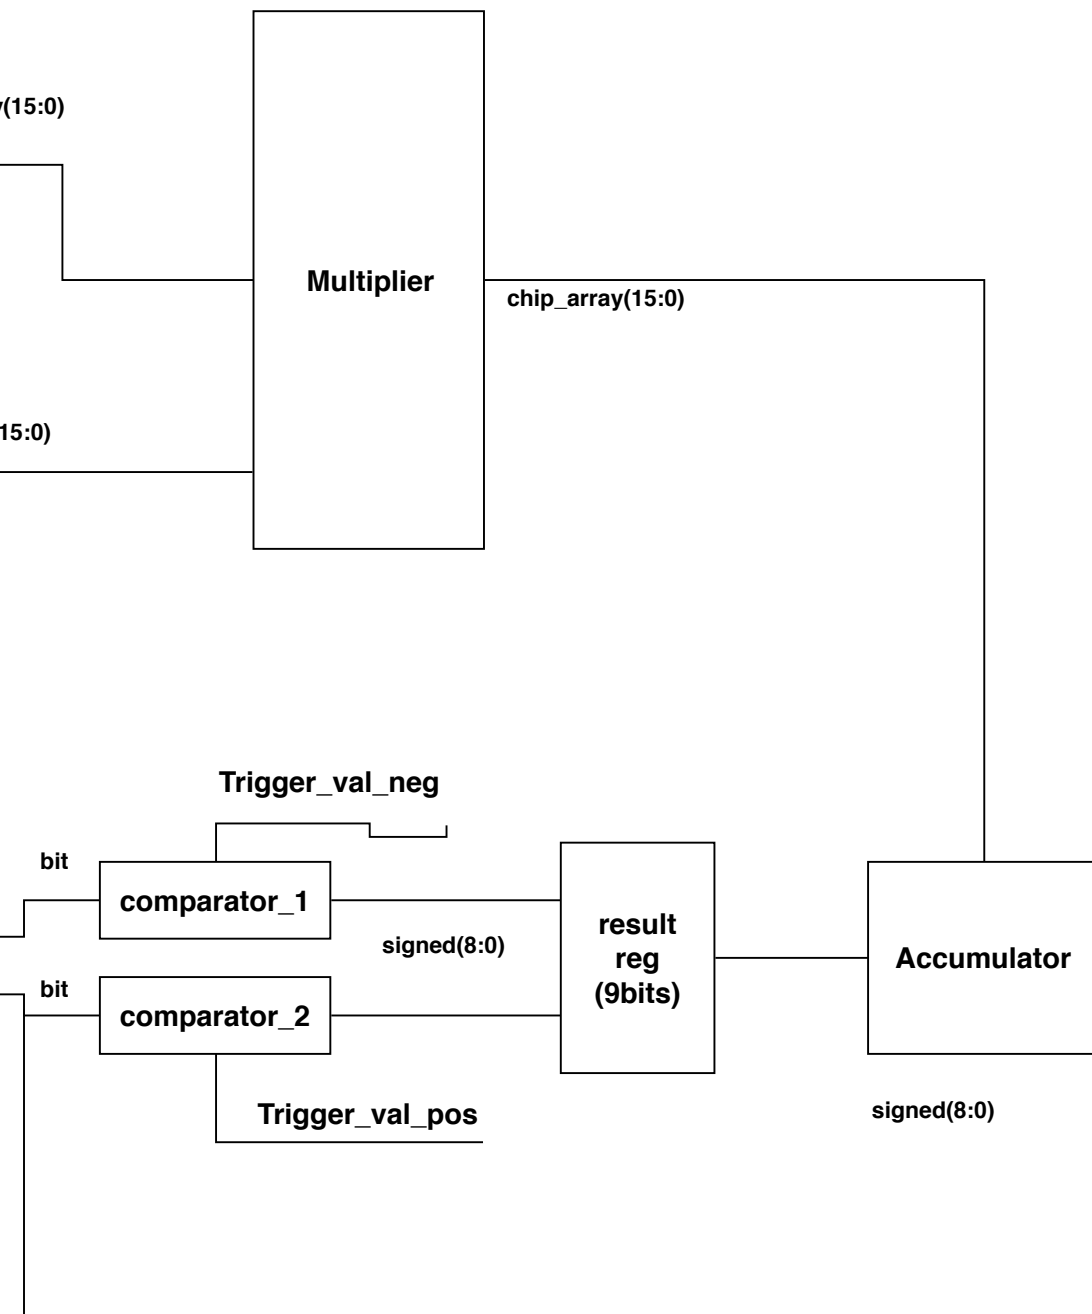 y(15:0)
Multiplier
chip_array(15:0)
15:0)
Trigger_val_neg
bit
comparator_1
signed(8:0)
result
reg
(9bits)
Accumulator
bit
comparator_2
Trigger_val_pos
signed(8:0)